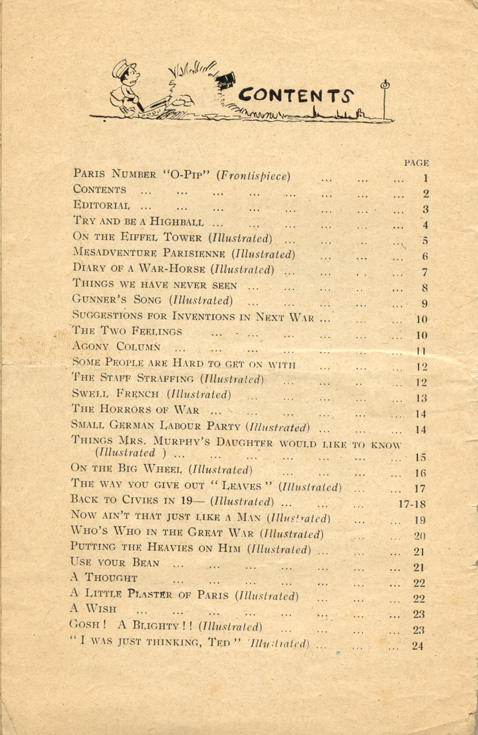 CONTENTS
PAGE
PARIS NUMBER "O-PIP" (Frontispiece) ... ... ... 1
CONTENTS ... ... ... ... ... ... ... 2
EDITORIAL ... ... ... ... ... ... ... 3
TRY AND BE A HIGHBALL ... ... ... ... ... 4
ON THE EIFFEL TOWER (Illustrated) ... ... ... ... 5
MESADVENTURE PARISIENNE (Illustrated) ... ... ... 6
DIARY OF A WAR-HORSE (Illustrated) ... ... ... ... 7
THINGS WE HAVE NEVER SEEN ... ... ... ... ... 8
GUNNER'S SONG (Illustrated) ... ... ... ... ... 9
SUGGESTIONS FOR INVENTIONS IN NEXT WAR ... ... ... 10
THE TWO FEELINGS ... ... ... ... ... ... 10
AGONY COLUMN ... ... ... ... ... ... 11
SOME PEOPLE ARE HARD TO GET ON WITH ... ... ... 12
THE STAFF STRAFFING (Illustrated) ... ... ... ... 12
SWELL FRENCH (Illustrated) ... ... ... ... 13
THE HORRORS OF WAR ... ... ... ... ... 14
SMALL GERMAN LABOUR PARTY (Illustrated) ... ... ... 14
THINGS MRS. MURPHY'S DAUGHTER WOULD LIKE TO KNOW
(Illustrated ) ... ... ... ... ... ... 15
ON THE BIG WHEEL (Illustrated) ... ... ... 16
THE WAY YOU GIVE OUT " LEAVES " (Illustrated) ... ... 17
BACK TO CIVIES IN 19— (Illustrated) ... ... ... 17-18
NOW AIN'T THAT JUST LIKE A MAN (Illustrated) ... ... 19
WHO'S WHO IN THE GREAT WAR (Illustrated) ... ... 20
PUTTING THE HEAVIES ON HIM (Illustrated) ... ... ... 21
USE YOUR BEAN ... ... ... ... ... ... 21
A THOUGHT ... ... ... ... ... ... 22
A LITTLE PLASTER OF PARIS (Illustrated) ... ... ... 22
A WISH ... ... ... ... ... ... ... 23
GOSH ! A BLIGHTY ! ! (Illustrated) ... ... ... 23
" I WAS JUST THINKING, TED " (Illustrated) ... ... ... 24